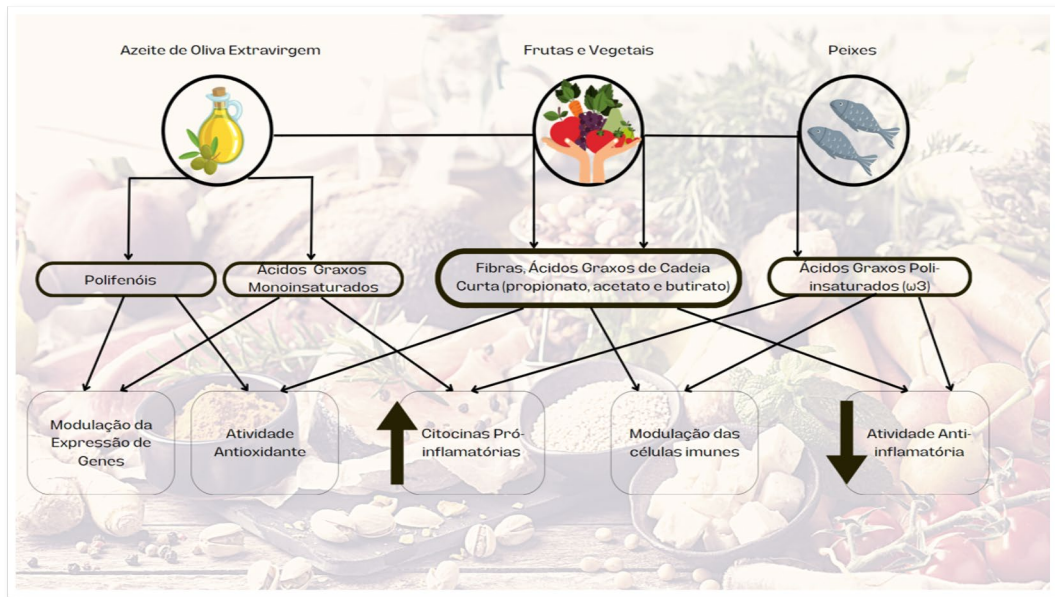 Azeite de Oliva Extravirgem
Frutas e Vegetais
Peixes
Polifenóis
Ácidos Graxos
Monoinsaturados
Fibras, Ácidos Graxos de Cadeia
Curta (propionato, acetato e butirato)
Ácidos Graxos Poli-
insaturados (ω3)
Modulação da
Expressão de
Genes
Atividade
Antioxidante
Citocinas Pró-
inflamatórias
Modulação das
células imunes
Atividade Anti-
inflamatória